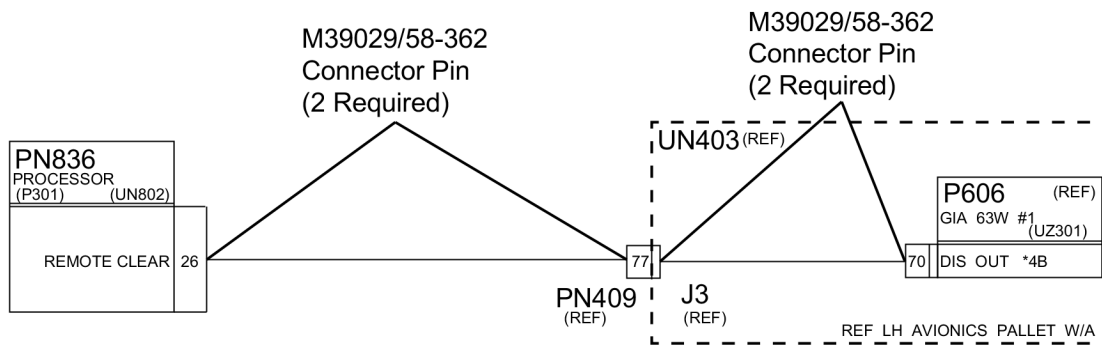 M39029/58-362
Connector Pin
(2 Required)
M39029/58-362
Connector Pin
(2 Required)
PN836
PROCESSOR
(P301) (UN802)
REMOTE CLEAR 26
77
PN409
(REF)
UN403 (REF)
J3
(REF)
P606 (REF)
GIA 63W #1
(UZ301)
70 DIS OUT *4B
REF LH AVIONICS PALLET W/A